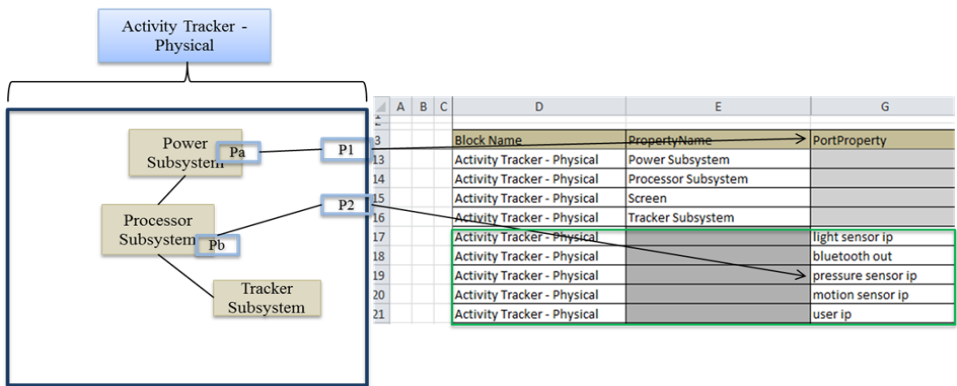 Activity Tracker -
Physical
Power
Subsystem
Pa
P1
P2
Processor
Subsystem
Pb
Tracker
Subsystem
A B C D E G
3 Block Name PropertyName PortProperty
13 Activity Tracker - Physical Power Subsystem
14 Activity Tracker - Physical Processor Subsystem
15 Activity Tracker - Physical Screen
16 Activity Tracker - Physical Tracker Subsystem
17 Activity Tracker - Physical light sensor ip
18 Activity Tracker - Physical bluetooth out
19 Activity Tracker - Physical pressure sensor ip
20 Activity Tracker - Physical motion sensor ip
21 Activity Tracker - Physical user ip